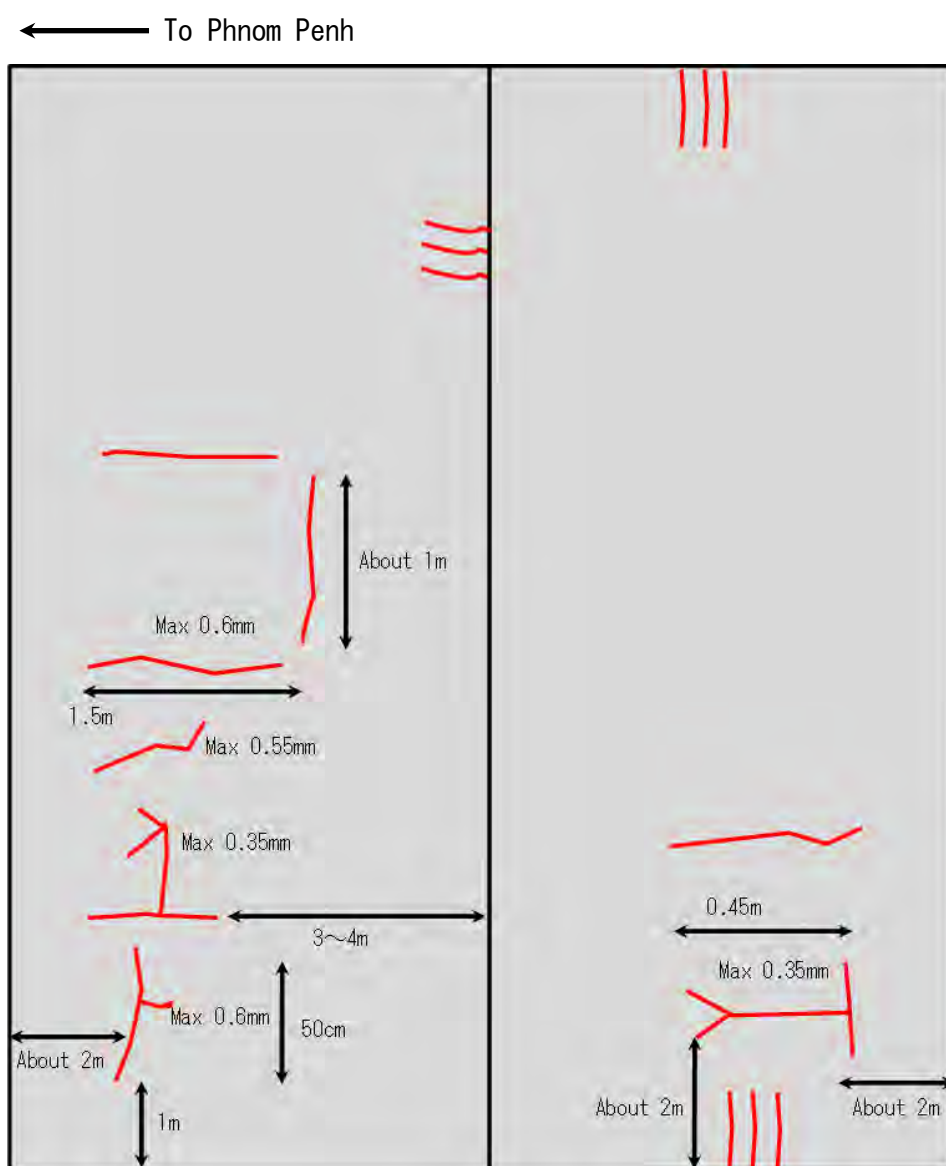 To Phnom Penh
About 1m
Max 0.6mm
1.5m
Max 0.55mm
Max 0.35mm
3～4m
Max 0.6mm
50cm
About 2m
1m
0.45m
Max 0.35mm
About 2m
About 2m